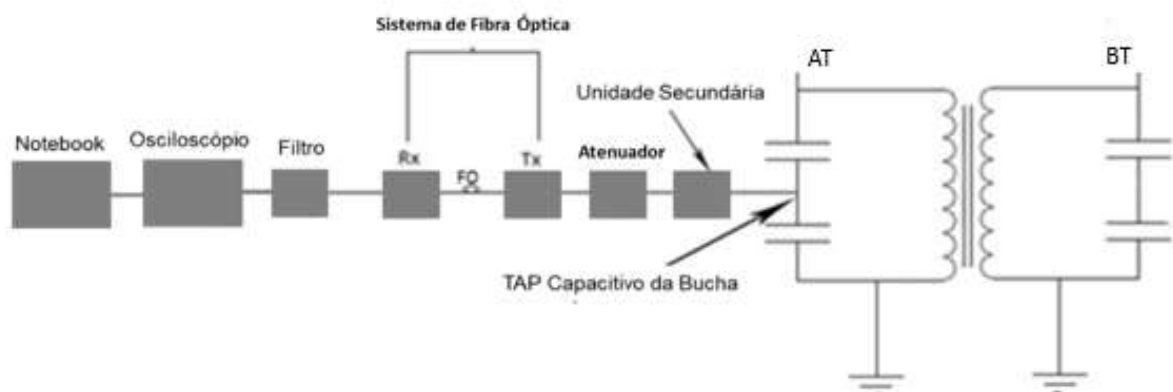 Sistema de Fibra Óptica
AT
BT
Unidade Secundária
Notebook
Osciloscópio
Filtro
Rx
FO
Tx
Atenuador
TAP Capacitivo da Bucha